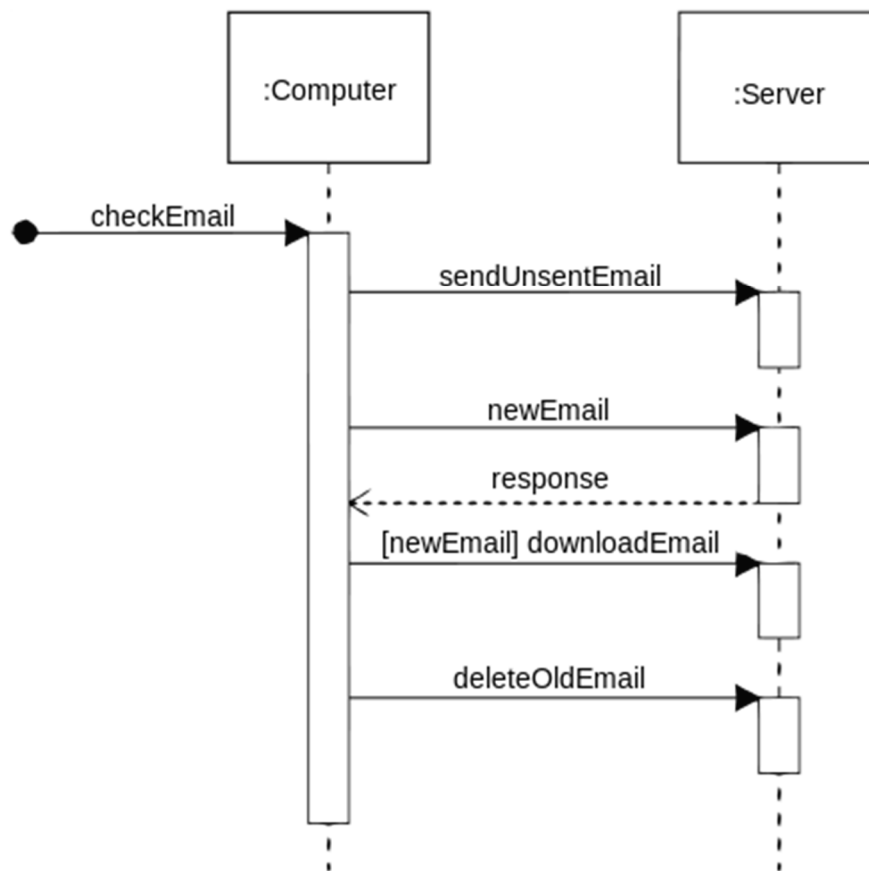 :Computer
:Server
checkEmail
sendUnsentEmail
newEmail
response
[newEmail] downloadEmail
deleteOldEmail